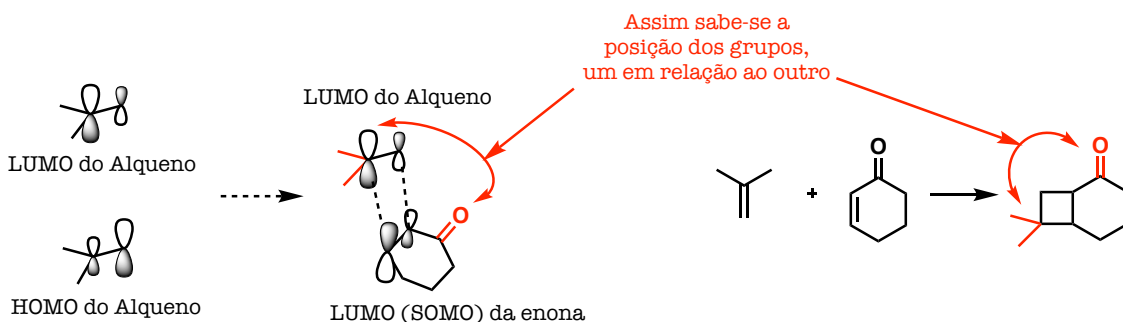 Assim sabe-se a
posição dos grupos,
um em relação ao outro
LUMO do Alqueno
LUMO do Alqueno
HOMO do Alqueno
O
LUMO (SOMO) da enona
O
+
O